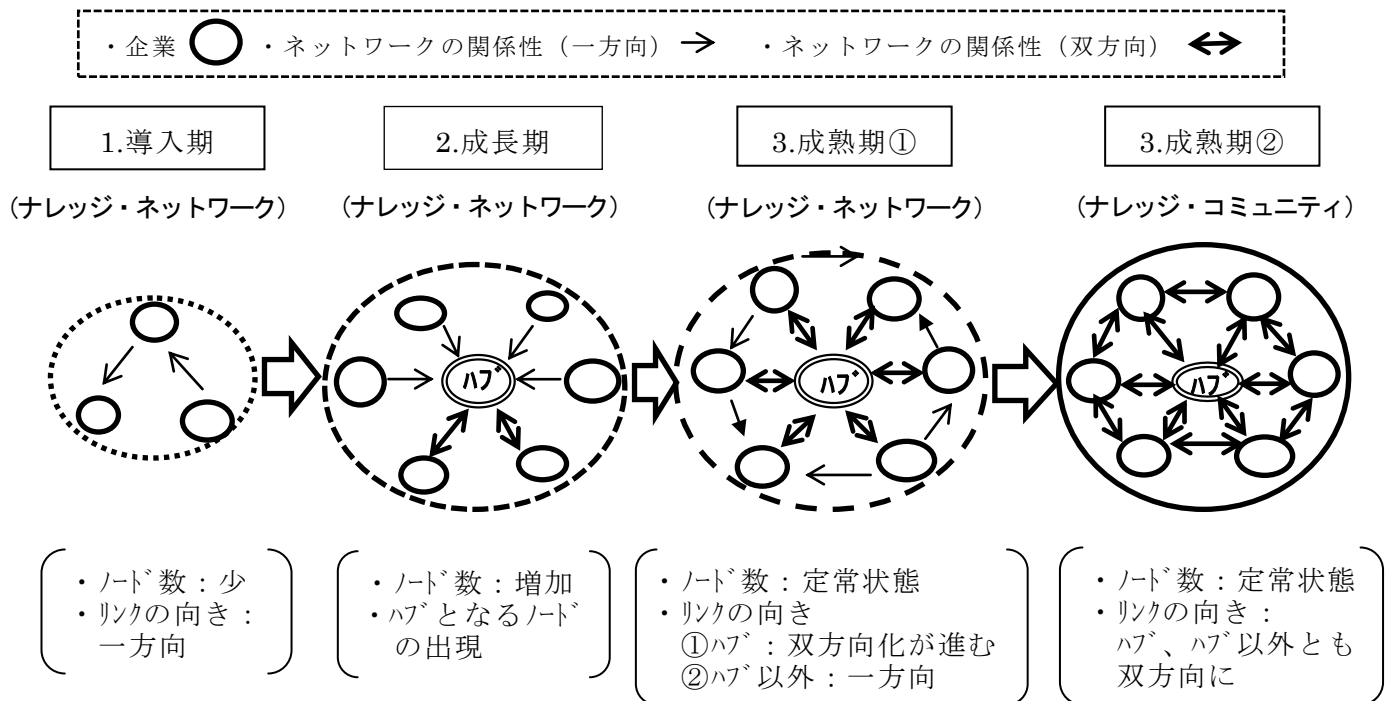 ・企業 ・ネットワークの関係性（一方向） ・ネットワークの関係性（双方向）
1.導入期
2.成長期
3.成熟期①
3.成熟期②
(ナレッジ・ネットワーク)
(ナレッジ・ネットワーク)
(ナレッジ・ネットワーク)
(ナレッジ・コミュニティ)
ﾊﾌﾞ
ﾊﾌﾞ
ﾊﾌﾞ
・ﾉｰﾄﾞ数：少
・ﾘﾝｸの向き：
一方向
・ﾉｰﾄﾞ数：増加
・ﾊﾌﾞとなるﾉｰﾄﾞ
の出現
・ﾉｰﾄﾞ数：定常状態
・ﾘﾝｸの向き
①ﾊﾌﾞ：双方向化が進む
②ﾊﾌﾞ以外：一方向
・ﾉｰﾄﾞ数：定常状態
・ﾘﾝｸの向き：
ﾊﾌﾞ、ﾊﾌﾞ以外とも
双方向に